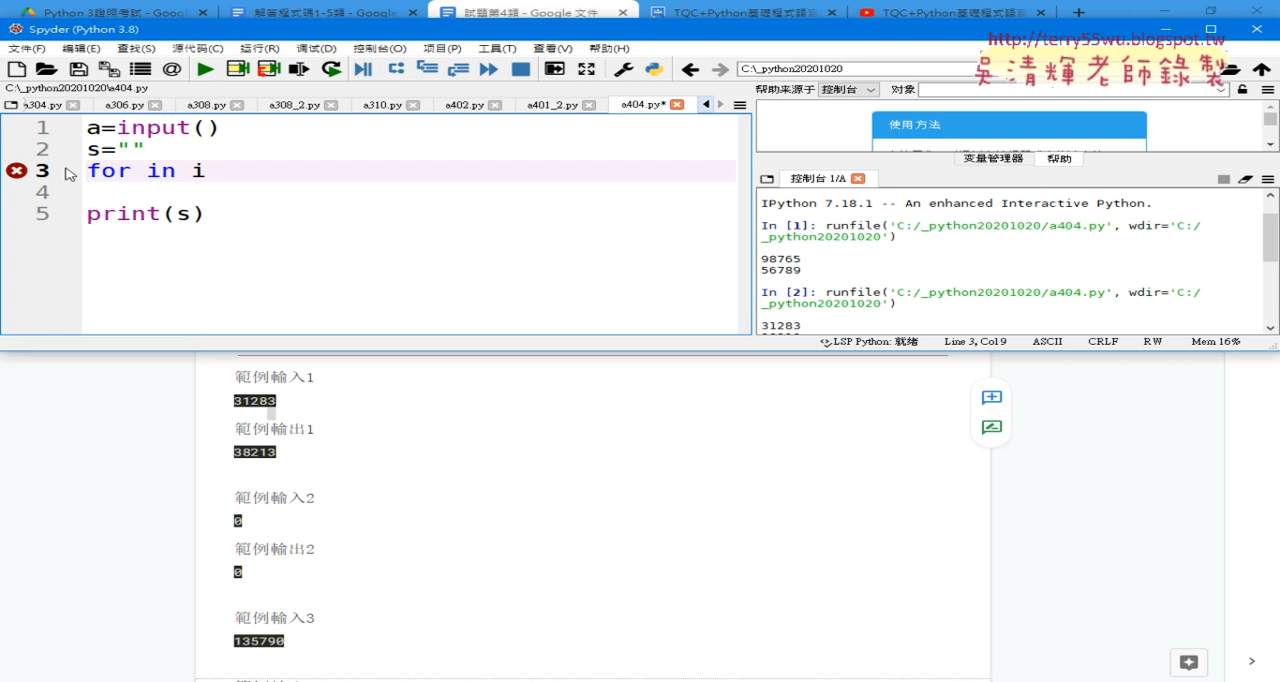 Python 3證照考試 - Googl
解答程式碼1-5類 - Google
試題第4類 - Google 文件
TQC+Python基礎程式語言
TQC+Python基礎程式語言
Spyder (Python 3.8)
http://terry55wu.blogspot.tw
吳清輝老師錄製
文件(F) 编辑(E) 查找(S) 源代码(C) 运行(R) 调试(D) 控制台(O) 项目(P) 工具(T) 查看(V) 帮助(H)
C:\_python20201020
C:\_python20201020\a404.py
帮助来源于 控制台 对象
a304.py a306.py a308.py a308_2.py a310.py a402.py a401_2.py a404.py*
使用方法
变量管理器 帮助
控制台 1/A
1 a=input()
2 s=""
3 for in i
4
5 print(s)
IPython 7.18.1 -- An enhanced Interactive Python.
In [1]: runfile('C:/_python20201020/a404.py', wdir='C:/
_python20201020')
98765
56789
In [2]: runfile('C:/_python20201020/a404.py', wdir='C:/
_python20201020')
31283
LSP Python: 就绪 Line 3, Col 9 ASCII CRLF RW Mem 16%
範例輸入1
31283
範例輸出1
38213
範例輸入2
0
範例輸出2
0
範例輸入3
135790